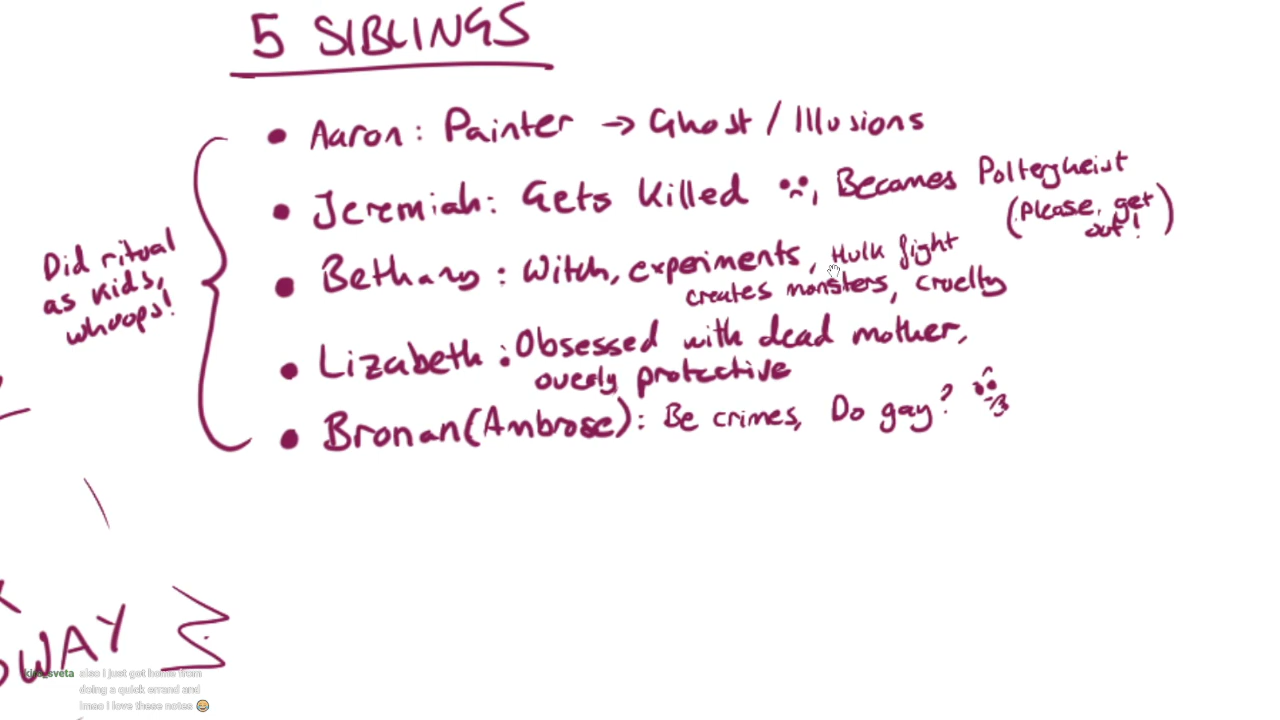 5 SIBLINGS
Aaron: Painter → Ghost / Illusions
Jeremiah: Gets Killed :(, Becomes Poltergheist
(Please, get
out!)
Bethany: Witch, experiments, Hulk fight
creates monsters, cruelty
Lizabeth: Obsessed with dead mother,
overly protective
Bronan (Ambrose): Be crimes, Do gay?
Did ritual
as kids,
whoops!
WAY
also I just got home from
doing a quick errand and
lmao I love these notes 😄